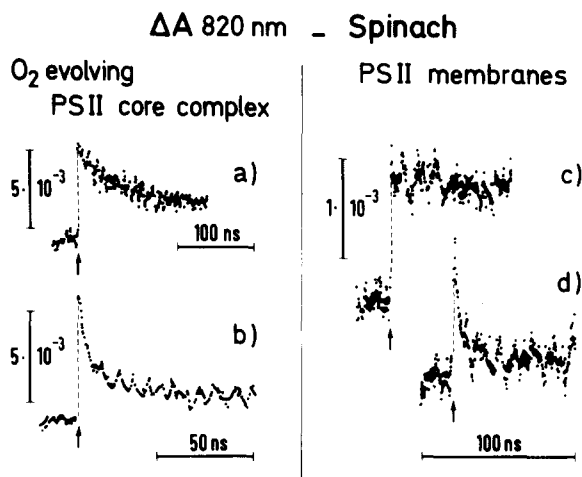 ΔA 820 nm – Spinach
O2 evolving
PSII core complex
PSII membranes
5· 10-3
a)
100 ns
1· 10-3
c)
5· 10-3
b)
50 ns
d)
100 ns